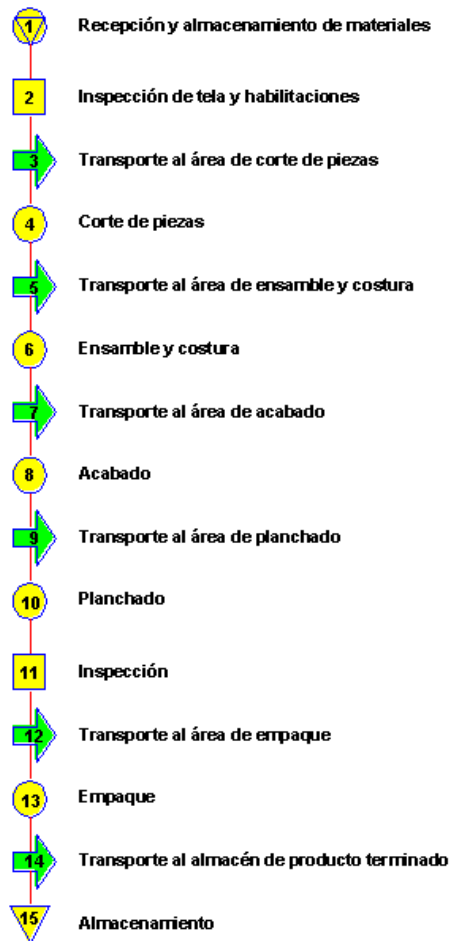 1 Recepción y almacenamiento de materiales
2 Inspección de tela y habilitaciones
3 Transporte al área de corte de piezas
4 Corte de piezas
5 Transporte al área de ensamble y costura
6 Ensamble y costura
7 Transporte al área de acabado
8 Acabado
9 Transporte al área de planchado
10 Planchado
11 Inspección
12 Transporte al área de empaque
13 Empaque
14 Transporte al almacén de producto terminado
15 Almacenamiento